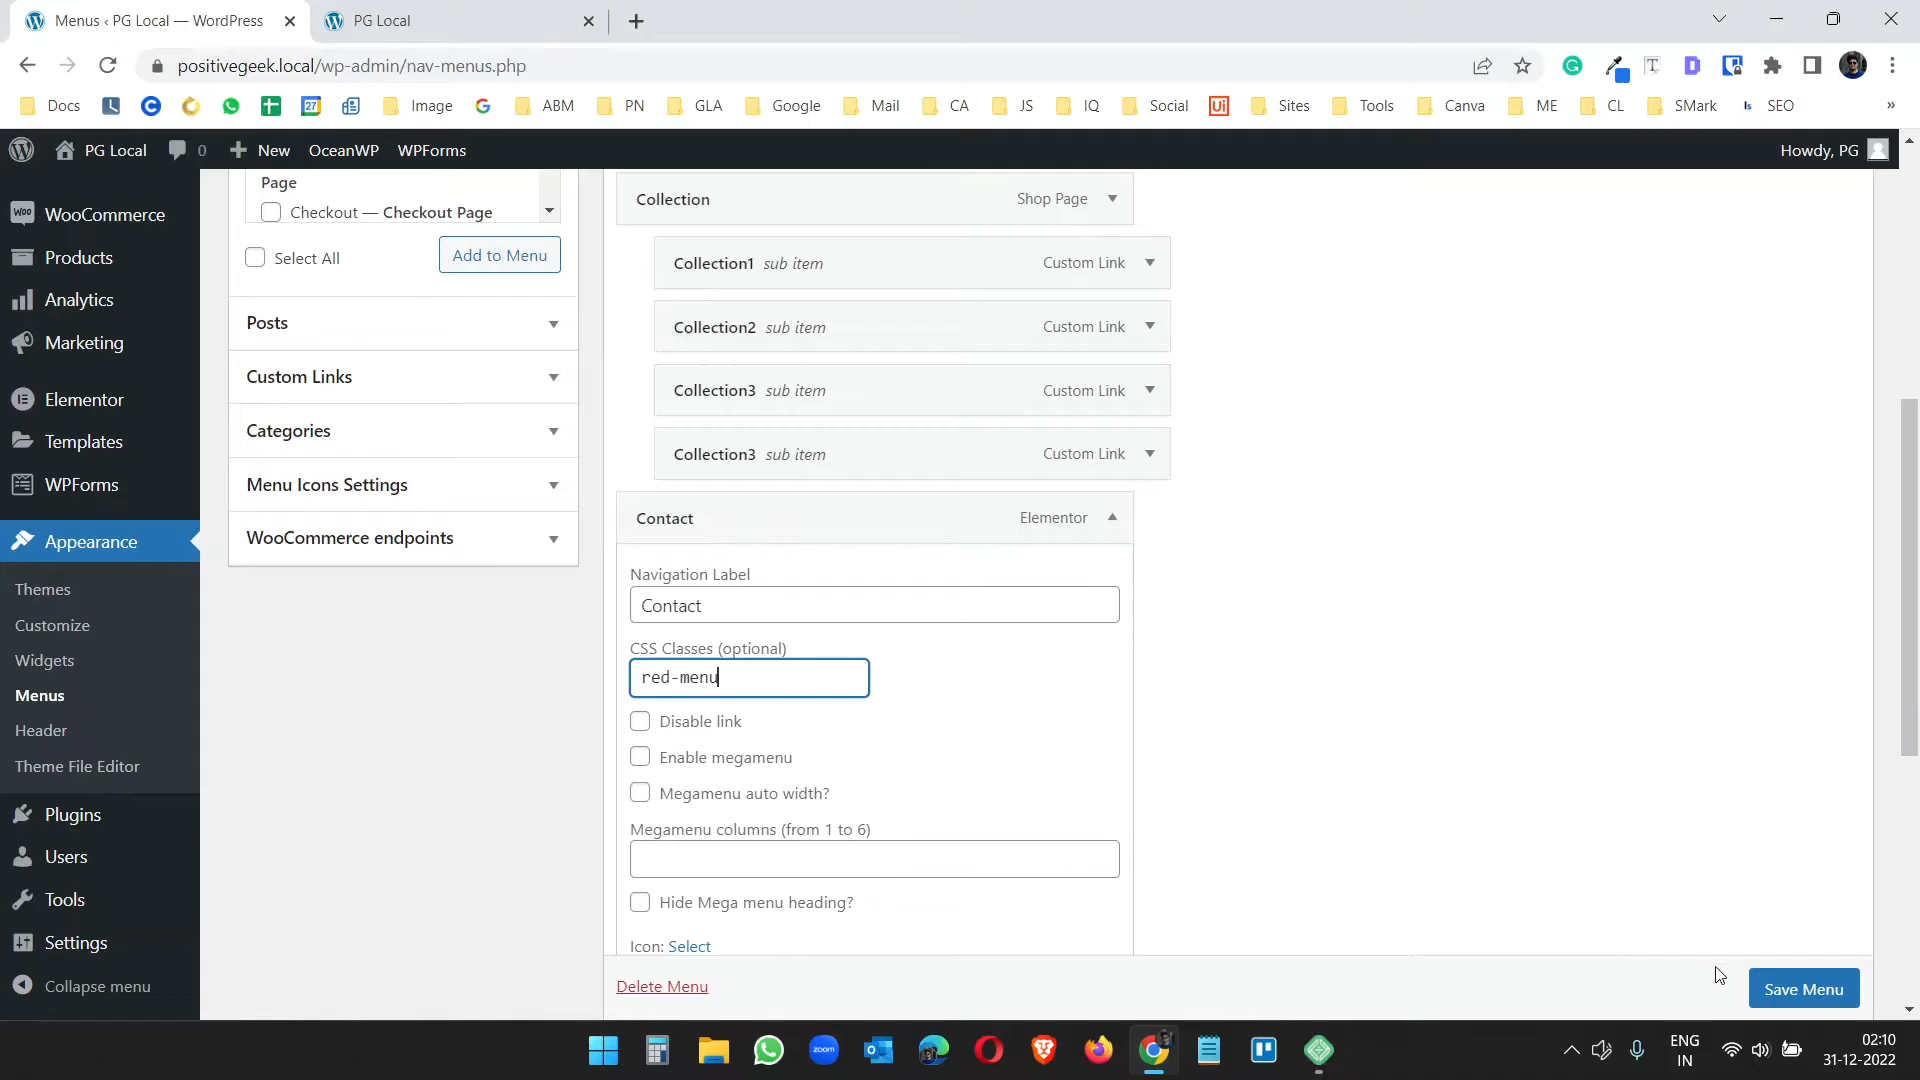 Menus ‹ PG Local — WordPress
PG Local
positivegeek.local/wp-admin/nav-menus.php
Docs
Image
ABM
PN
GLA
Google
Mail
CA
JS
IQ
Social
Sites
Tools
Canva
ME
CL
SMark
SEO
PG Local
0
New
OceanWP
WPForms
Howdy, PG
WooCommerce
Products
Analytics
Marketing
Elementor
Templates
WPForms
Appearance
Themes
Customize
Widgets
Menus
Header
Theme File Editor
Plugins
Users
Tools
Settings
Collapse menu
Page
Checkout — Checkout Page
Select All
Add to Menu
Posts
Custom Links
Categories
Menu Icons Settings
WooCommerce endpoints
Collection Shop Page
Collection1 sub item Custom Link
Collection2 sub item Custom Link
Collection3 sub item Custom Link
Collection3 sub item Custom Link
Contact Elementor
Navigation Label
Contact
CSS Classes (optional)
red-menu
Disable link
Enable megamenu
Megamenu auto width?
Megamenu columns (from 1 to 6)
Hide Mega menu heading?
Icon: Select
Delete Menu
Save Menu
zoom
ENG
IN
02:10
31-12-2022